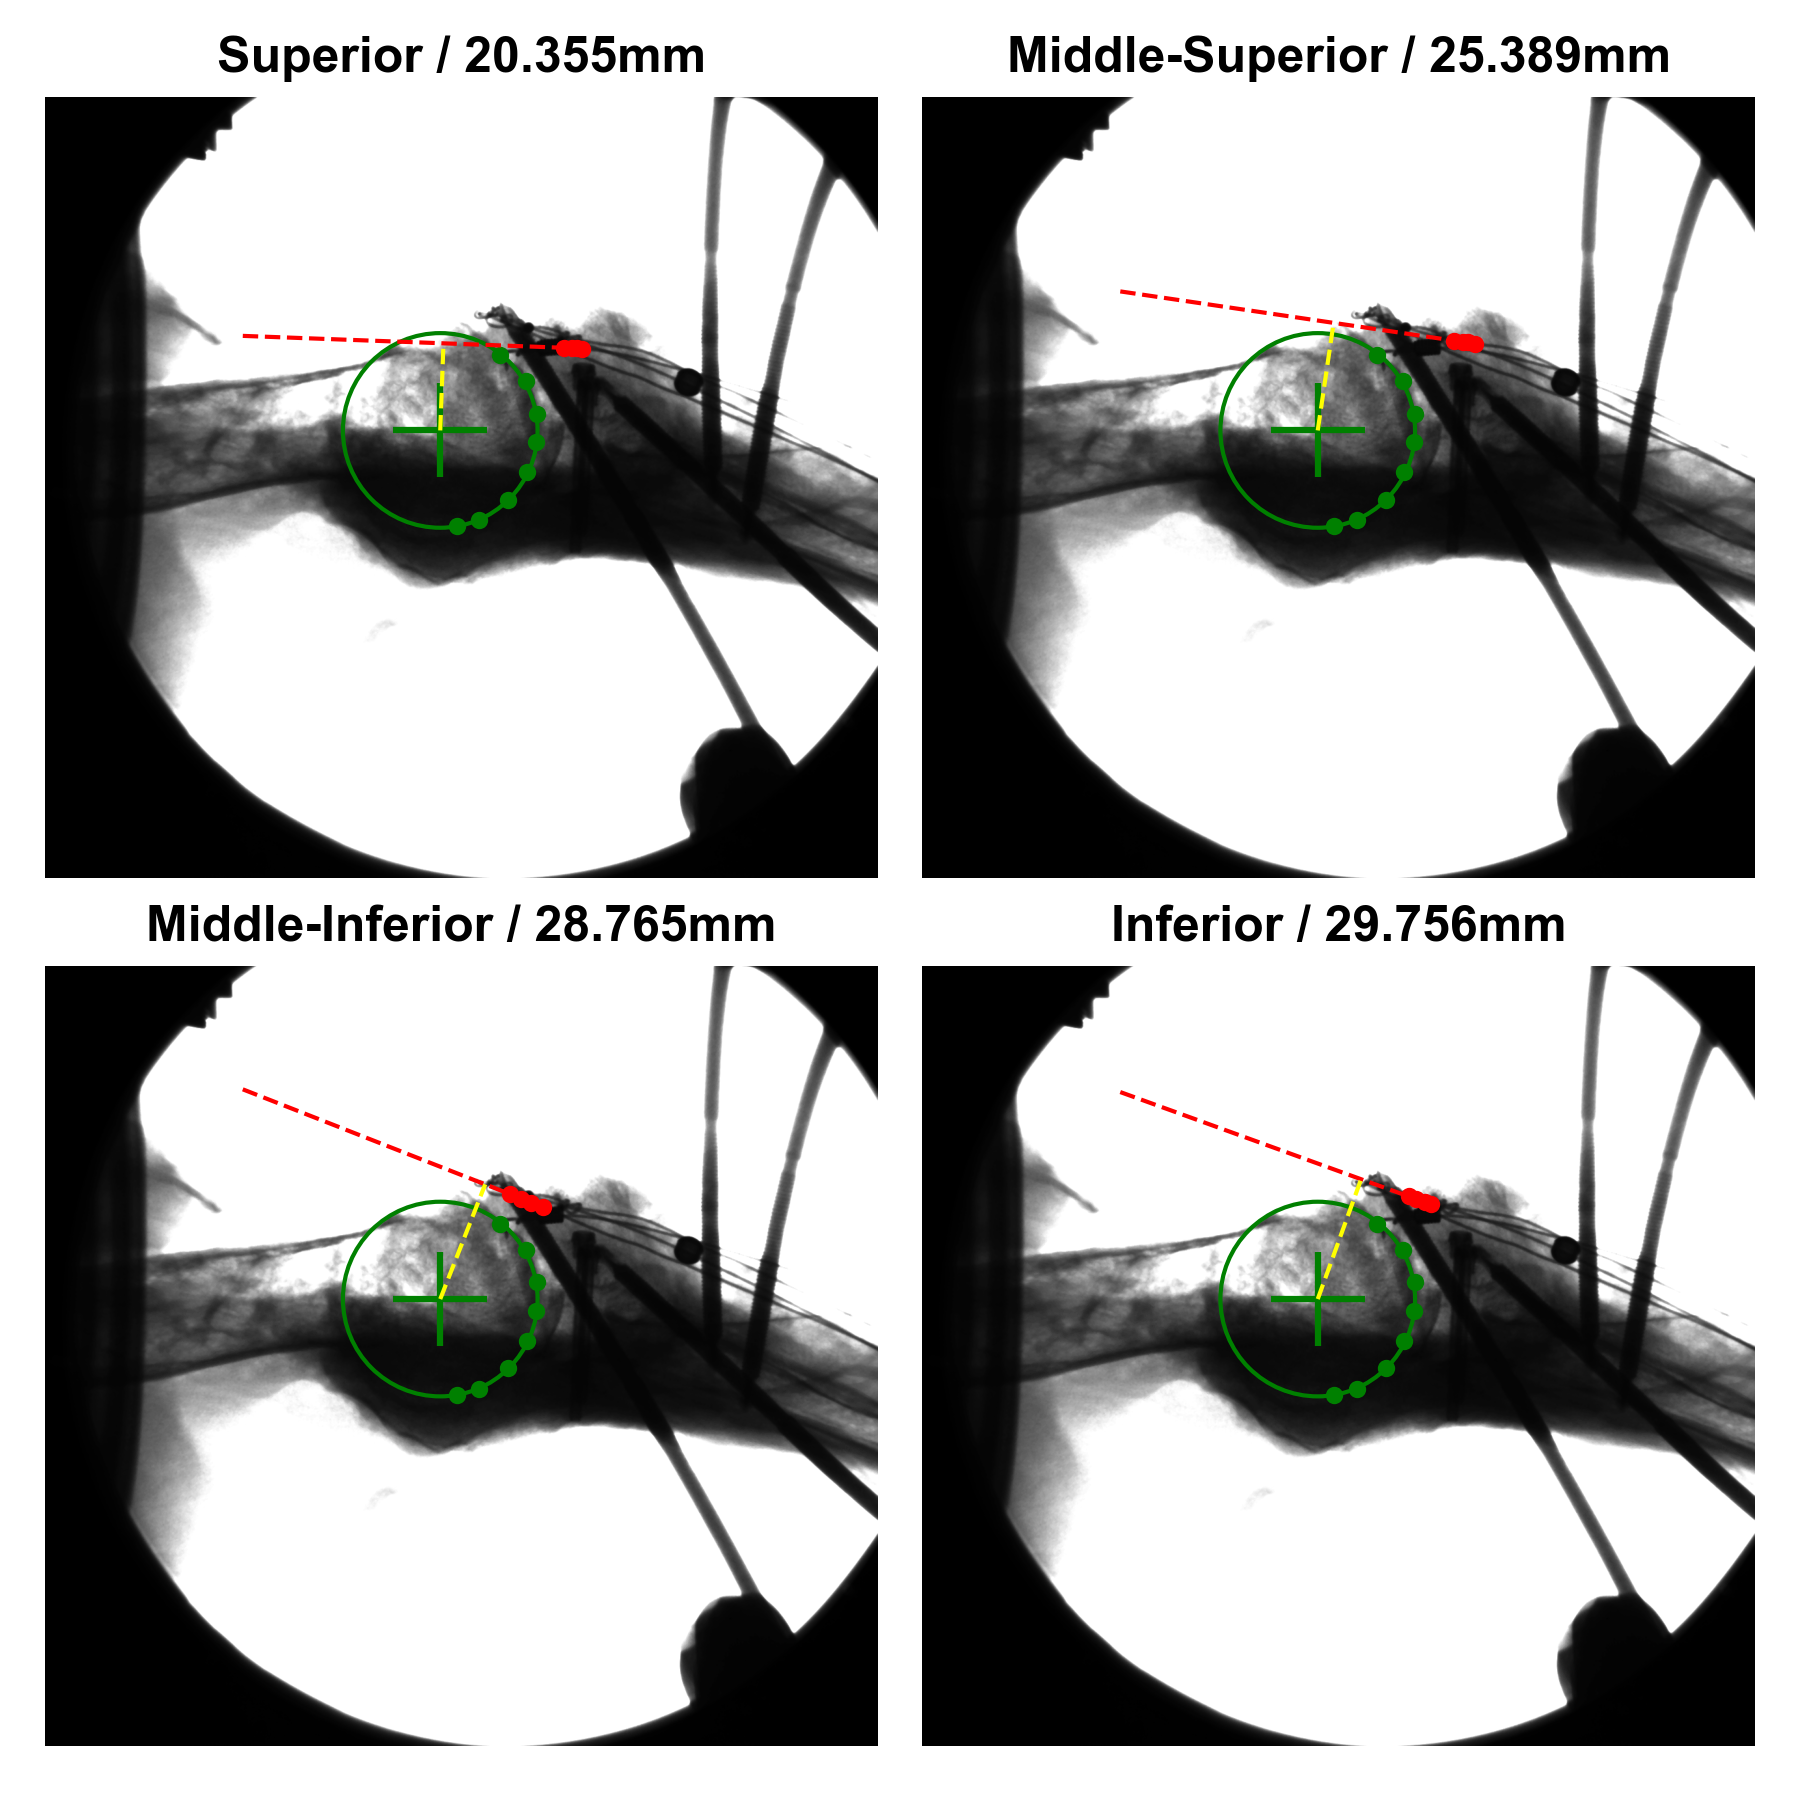 Superior / 20.355mm
Middle-Superior / 25.389mm
Middle-Inferior / 28.765mm
Inferior / 29.756mm